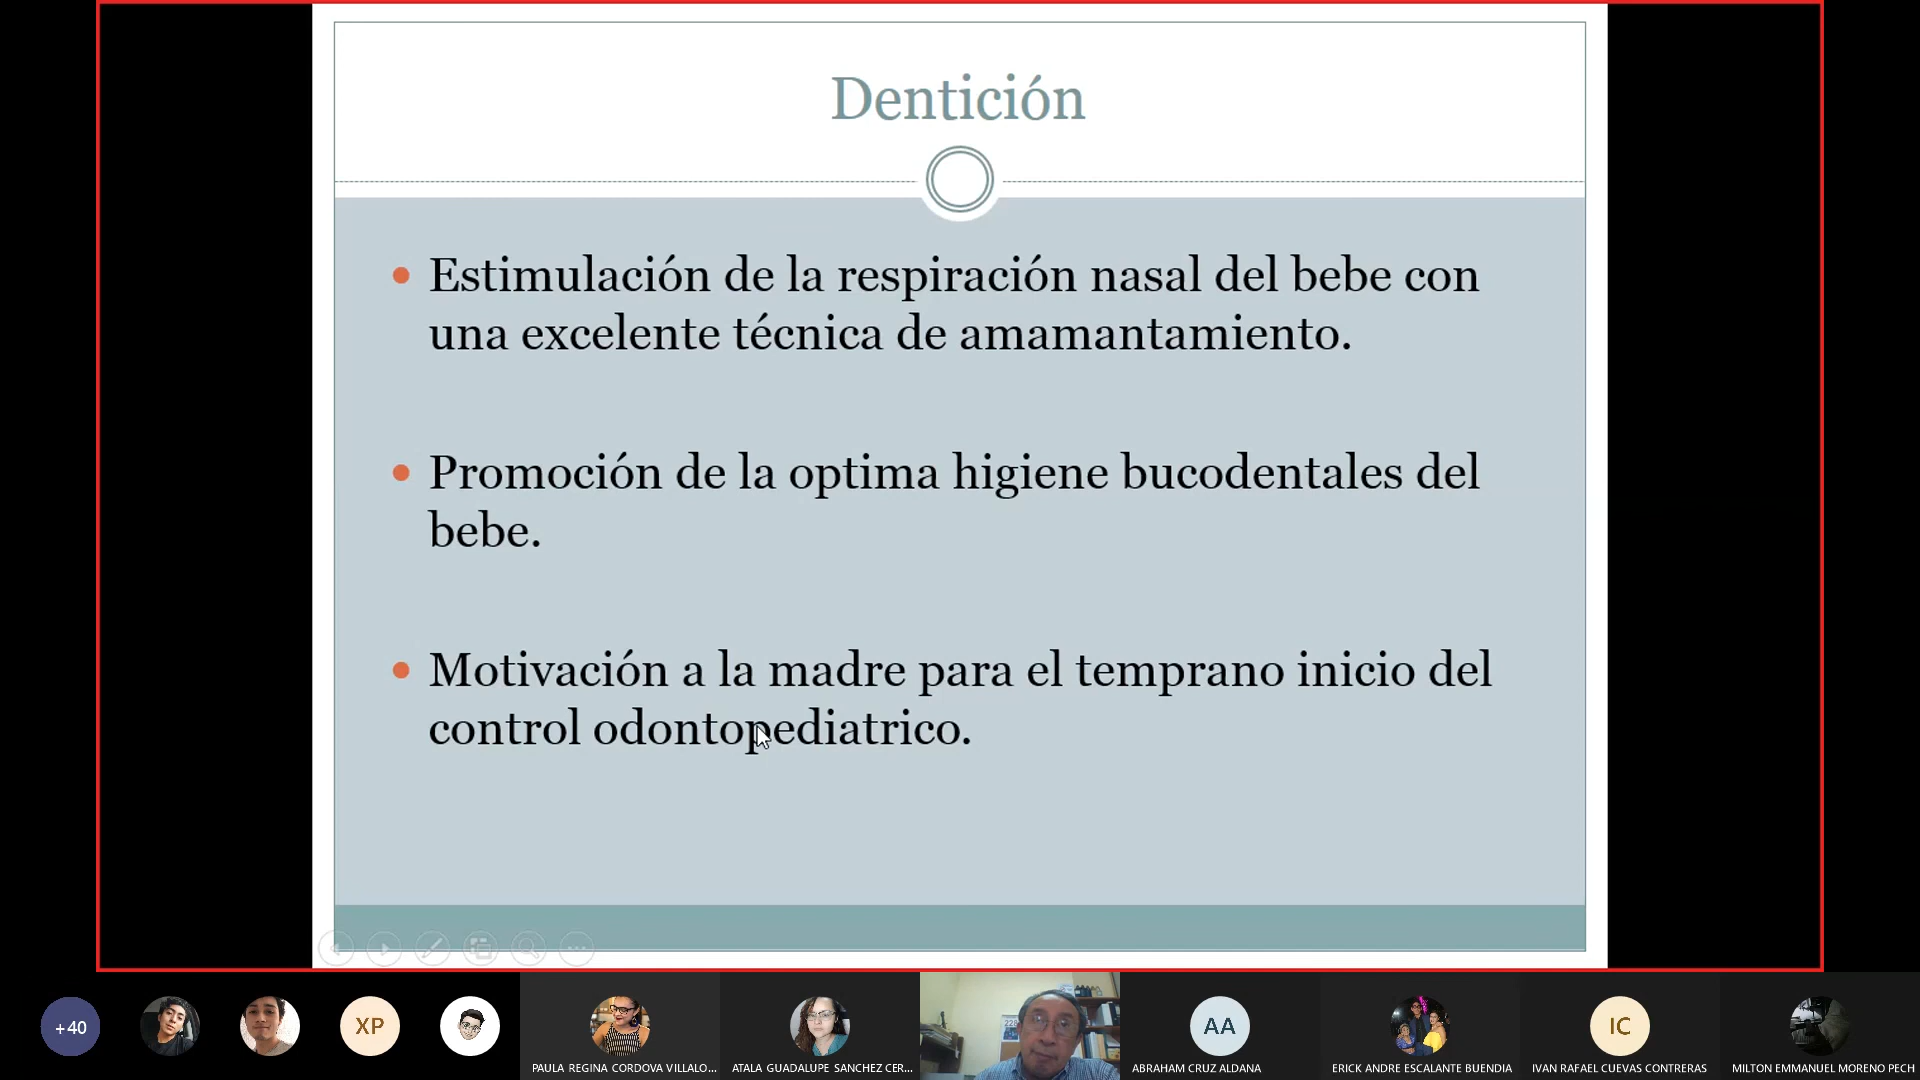 Dentición
Estimulación de la respiración nasal del bebe con
una excelente técnica de amamantamiento.
Promoción de la optima higiene bucodentales del
bebe.
Motivación a la madre para el temprano inicio del
control odontopediatrico.
+40
XP
PAULA REGINA CORDOVA VILLALO...
ATALA GUADALUPE SANCHEZ CER...
AA
ABRAHAM CRUZ ALDANA
ERICK ANDRE ESCALANTE BUENDIA
IC
IVAN RAFAEL CUEVAS CONTRERAS
MILTON EMMANUEL MORENO PECH